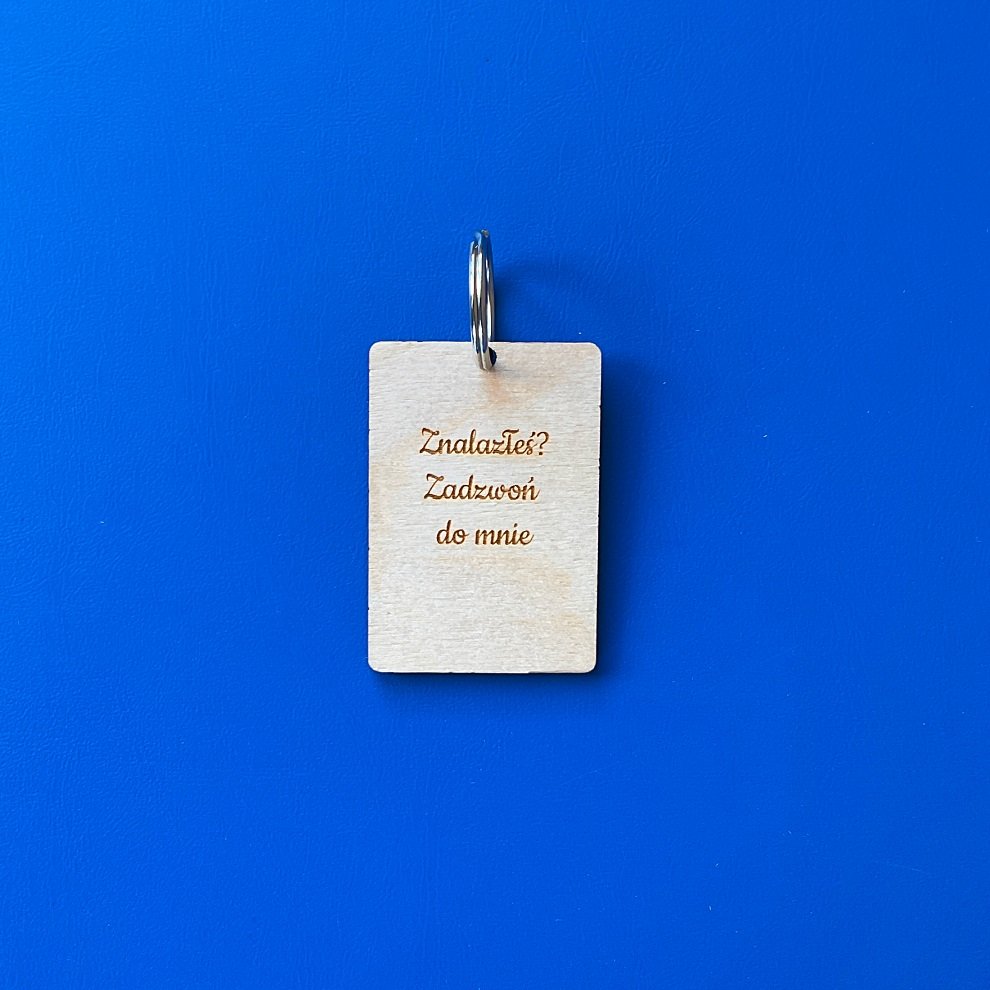 Znalazłeś?
Zadzwoń
do mnie